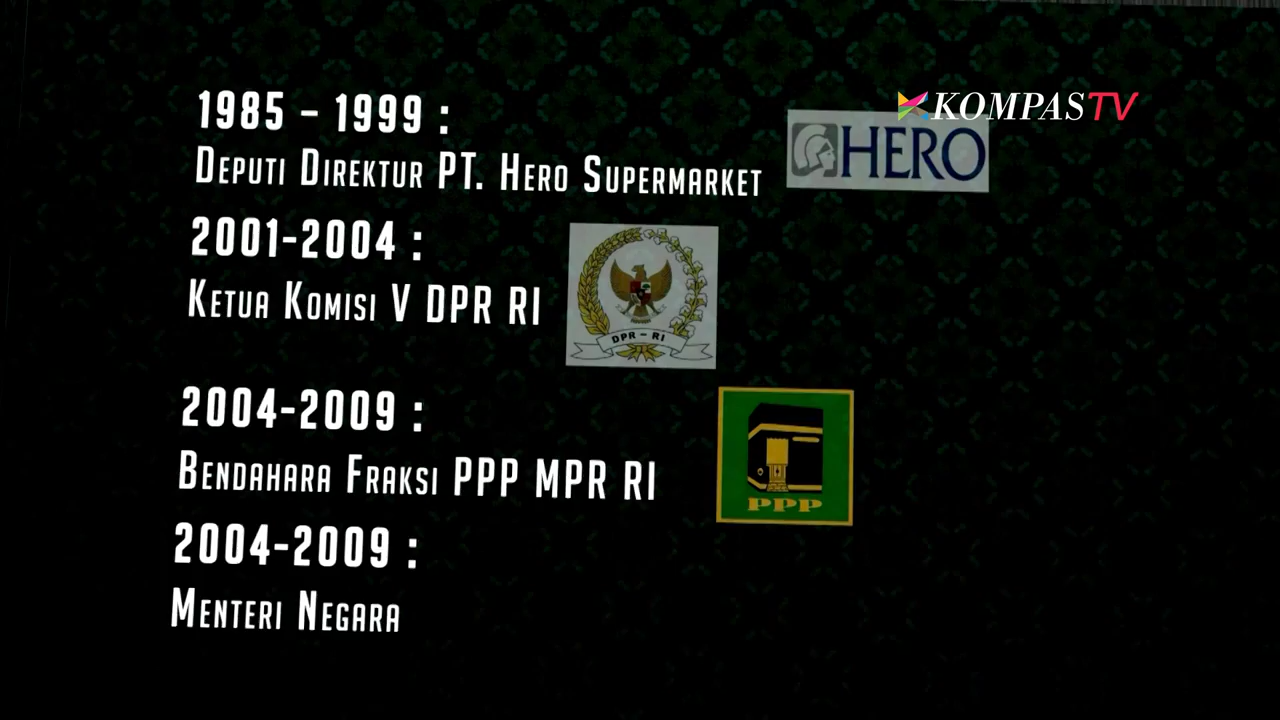 KOMPASTV
1985 – 1999 :
DEPUTI DIREKTUR PT. HERO SUPERMARKET
HERO
2001-2004 :
KETUA KOMISI V DPR RI
DPR – RI
2004-2009 :
BENDAHARA FRAKSI PPP MPR RI
PPP
2004-2009 :
MENTERI NEGARA